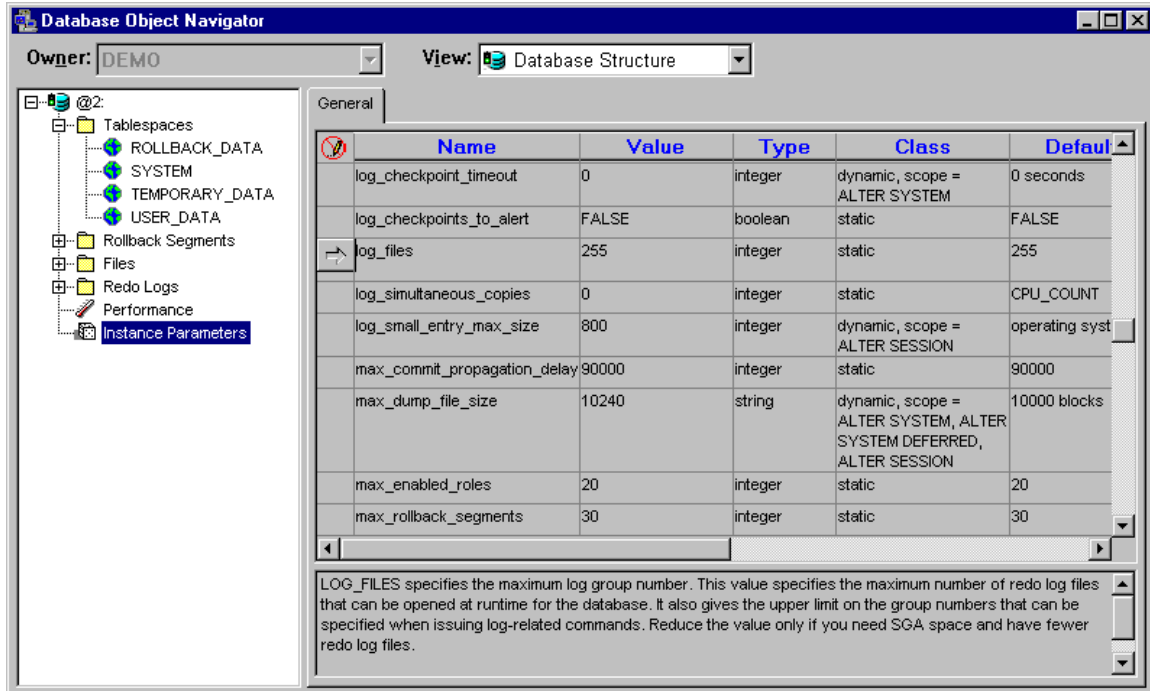 Database Object Navigator
Owner: DEMO View: Database Structure
@2:
Tablespaces
ROLLBACK_DATA
SYSTEM
TEMPORARY_DATA
USER_DATA
Rollback Segments
Files
Redo Logs
Performance
Instance Parameters
General
Name Value Type Class Defaul
log_checkpoint_timeout 0 integer dynamic, scope = 0 seconds
ALTER SYSTEM
log_checkpoints_to_alert FALSE boolean static FALSE
log_files 255 integer static 255
log_simultaneous_copies 0 integer static CPU_COUNT
log_small_entry_max_size 800 integer dynamic, scope = operating syst
ALTER SESSION
max_commit_propagation_delay 90000 integer static 90000
max_dump_file_size 10240 string dynamic, scope = 10000 blocks
ALTER SYSTEM, ALTER
SYSTEM DEFERRED,
ALTER SESSION
max_enabled_roles 20 integer static 20
max_rollback_segments 30 integer static 30
LOG_FILES specifies the maximum log group number. This value specifies the maximum number of redo log files
that can be opened at runtime for the database. It also gives the upper limit on the group numbers that can be
specified when issuing log-related commands. Reduce the value only if you need SGA space and have fewer
redo log files.